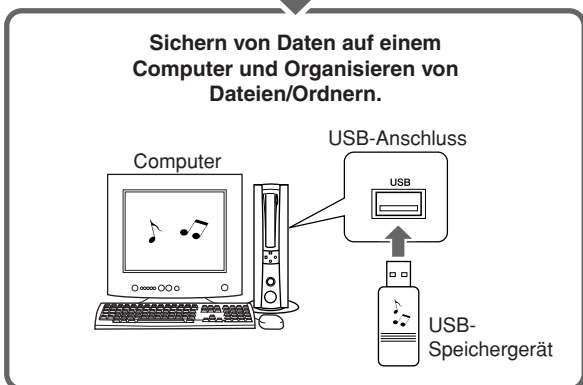 Sichern von Daten auf einem
Computer und Organisieren von
Dateien/Ordnern.
USB-Anschluss
Computer
USB
USB-
Speichergerät